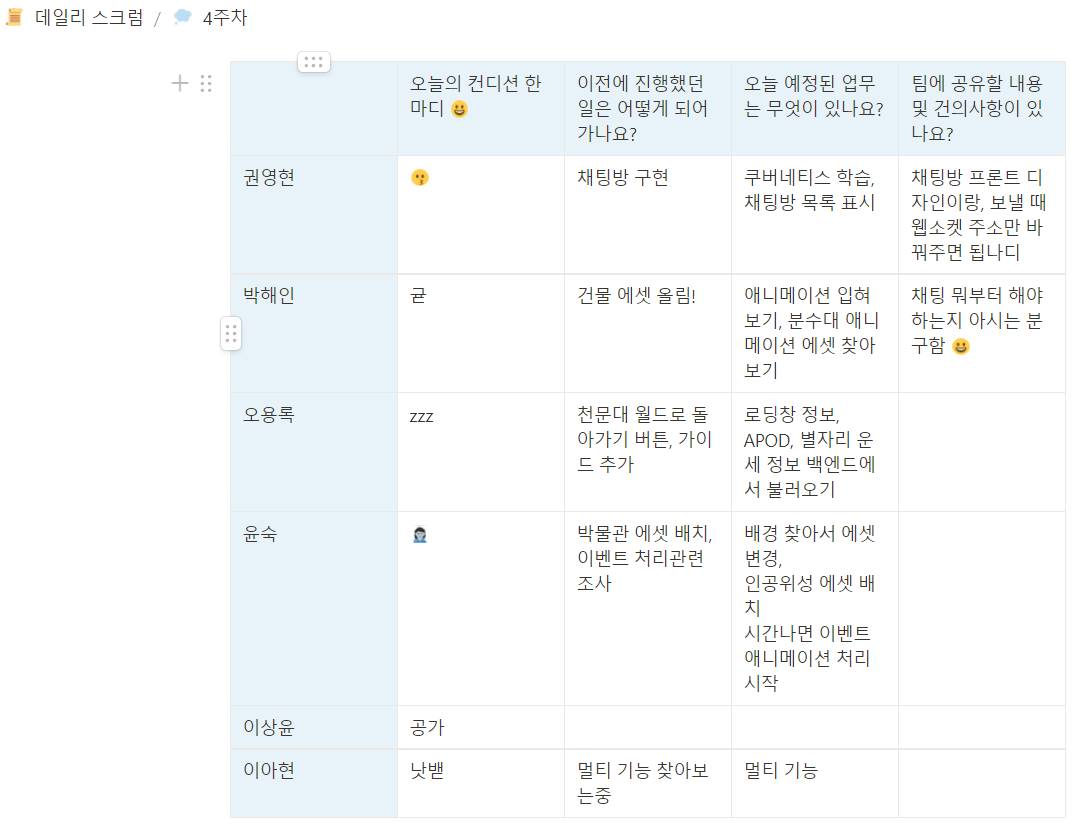 데일리 스크럼 / 4주차
오늘의 컨디션 한
마디
이전에 진행했던
일은 어떻게 되어
가나요?
오늘 예정된 업무
는 무엇이 있나요?
팀에 공유할 내용
및 건의사항이 있
나요?
권영현
채팅방 구현
쿠버네티스 학습,
채팅방 목록 표시
채팅방 프론트 디
자인이랑, 보낼 때
웹소켓 주소만 바
꿔주면 됩나디
박해인
귵
건물 에셋 올림!
애니메이션 입혀
보기, 분수대 애니
메이션 에셋 찾아
보기
채팅 뭐부터 해야
하는지 아시는 분
구함
오용록
zzz
천문대 월드로 돌
아가기 버튼, 가이
드 추가
로딩창 정보,
APOD, 별자리 운
세 정보 백엔드에
서 불러오기
윤숙
박물관 에셋 배치,
이벤트 처리관련
조사
배경 찾아서 에셋
변경,
인공위성 에셋 배
치
시간나면 이벤트
애니메이션 처리
시작
이상윤
공가
이아현
낫밷
멀티 기능 찾아보
는중
멀티 기능